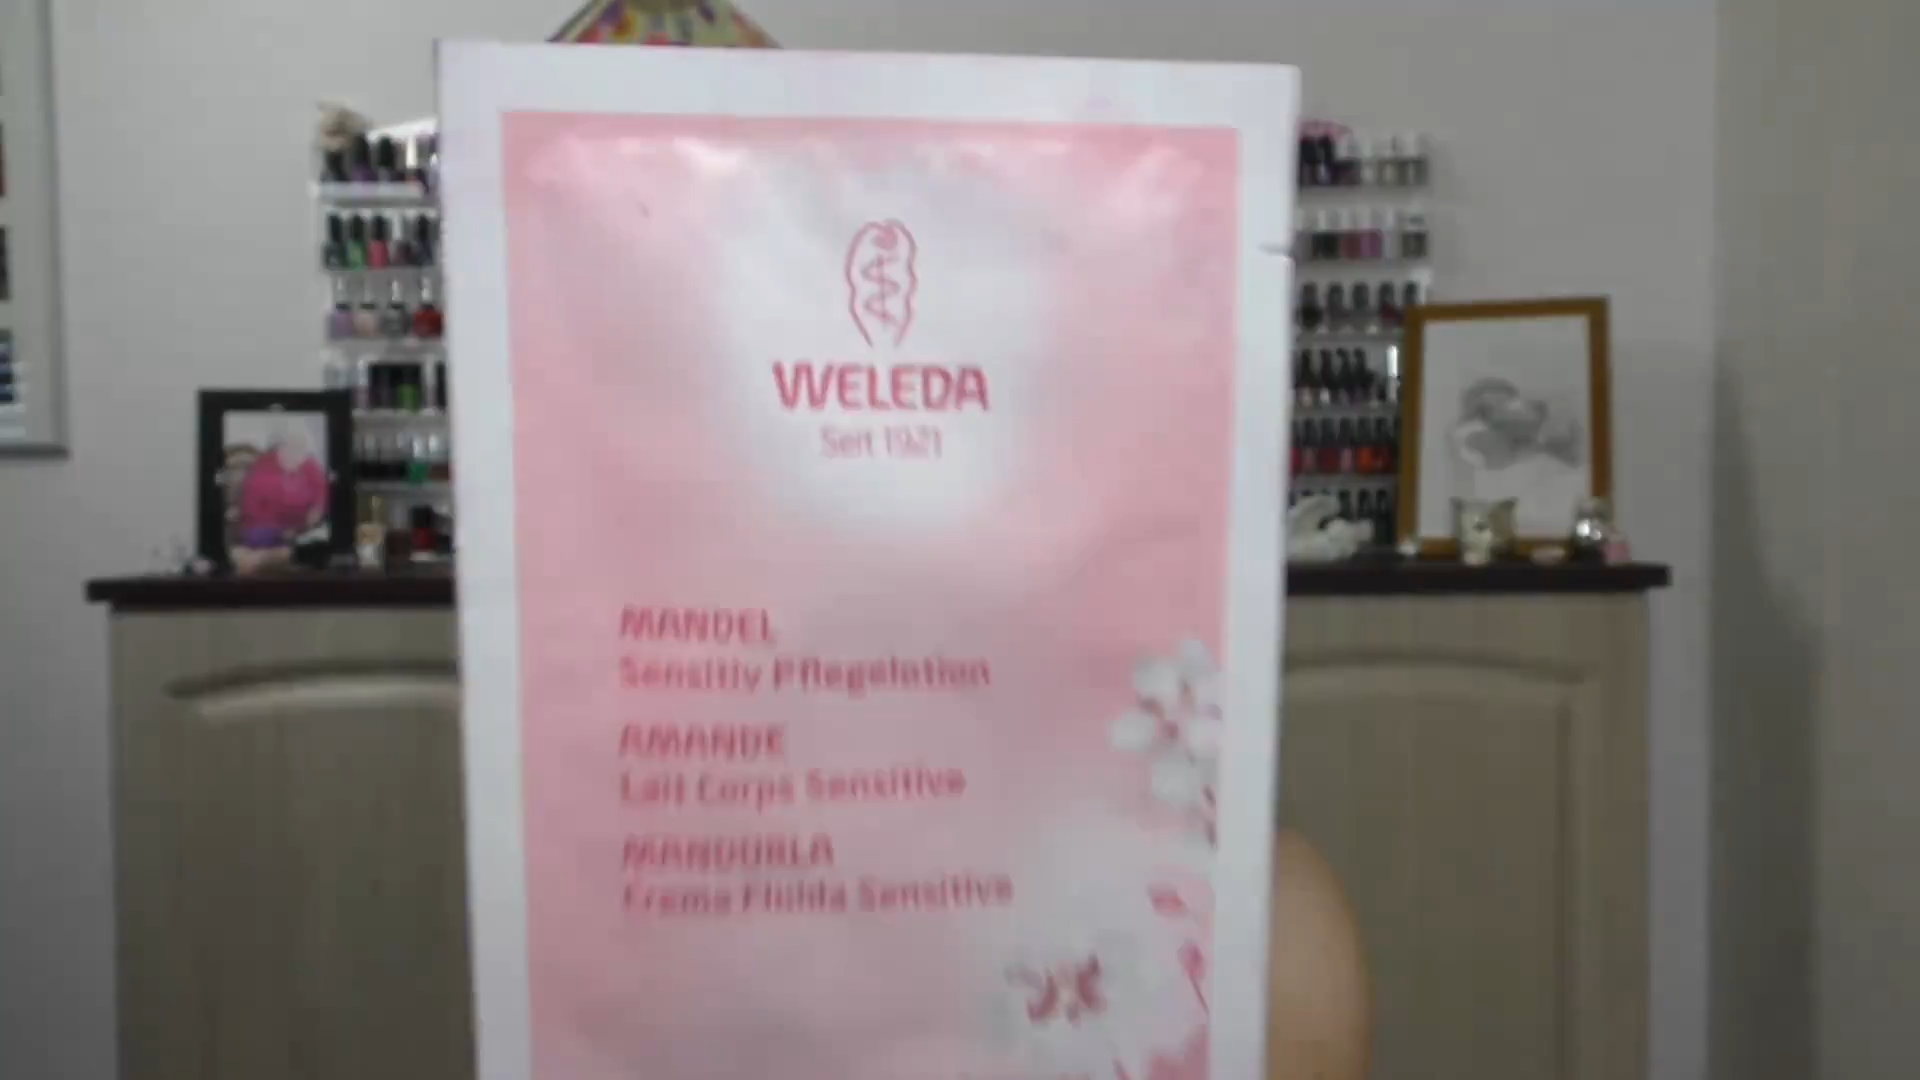 WELEDA
Seit 1921
MANDEL
Sensitiv Pflegelotion
AMANDE
Lait Corps Sensitive
MANDORLA
Crema Fluida Sensitive